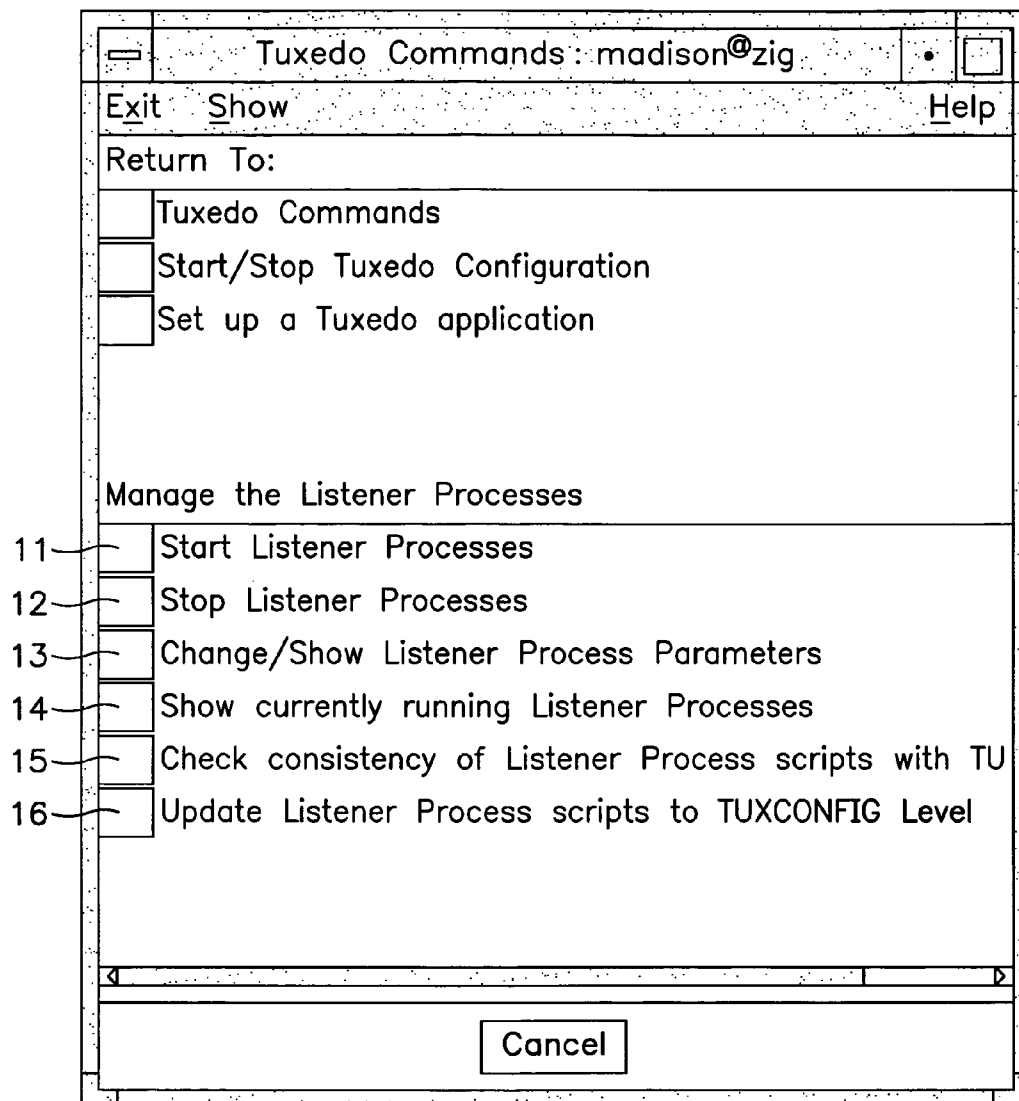 Tuxedo Commands: madison@zig
Exit Show Help
Return To:
Tuxedo Commands
Start/Stop Tuxedo Configuration
Set up a Tuxedo application
Manage the Listener Processes
11 Start Listener Processes
12 Stop Listener Processes
13 Change/Show Listener Process Parameters
14 Show currently running Listener Processes
15 Check consistency of Listener Process scripts with TU
16 Update Listener Process scripts to TUXCONFIG Level
Cancel